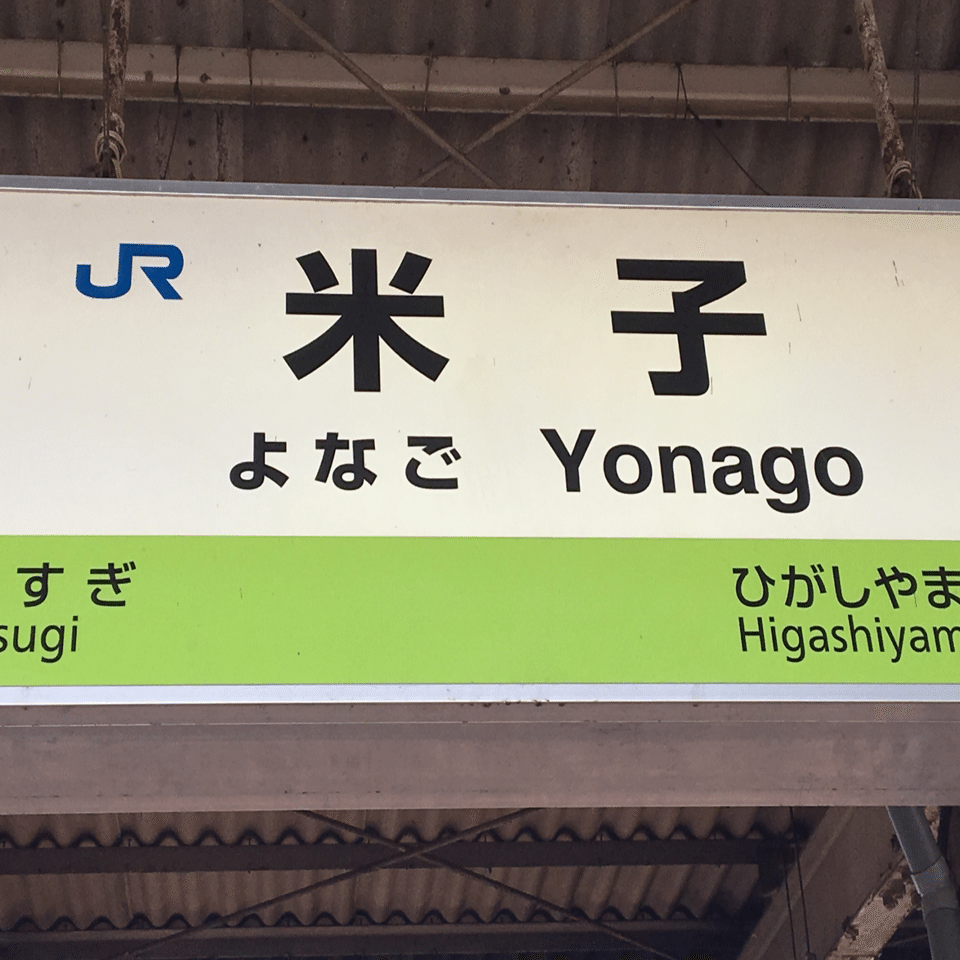 JR
米子
よなご Yonago
すぎ ひがしやま
sugi Higashiyam